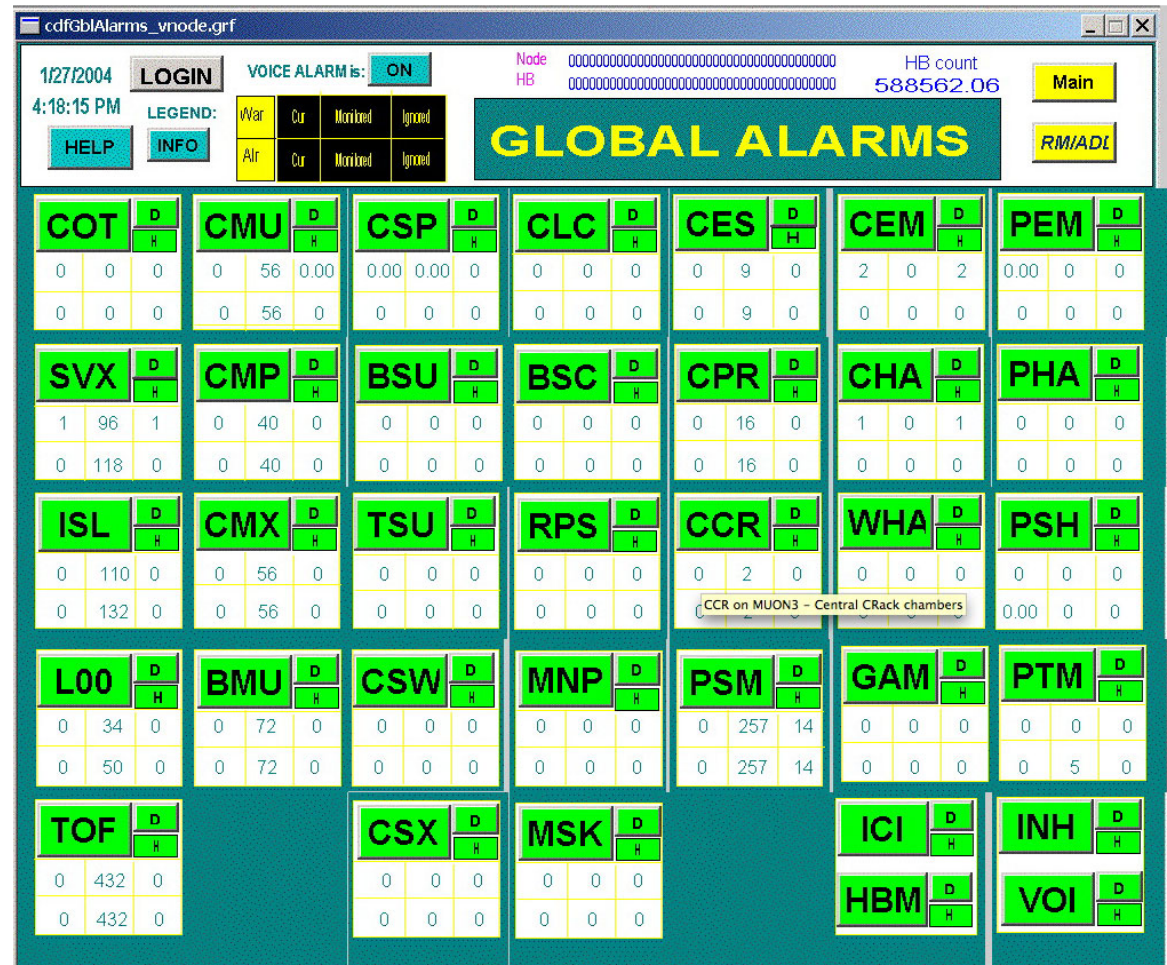 cdfGblAlarms_vnode.grf
1/27/2004 LOGIN VOICE ALARM is: ON Node 00000000000000000000000000000000 HB count
4:18:15 PM LEGEND: War Cur Monitored Ignored HB 00000000000000000000000000000000 588562.06 Main
HELP INFO Alr Cur Monitored Ignored GLOBAL ALARMS RM/ADL
COT D H CMU D H CSP D H CLC D H CES D H CEM D H PEM D H
0 0 0 0 56 0.00 0.00 0.00 0 0 0 0 0 9 0 2 0 2 0.00 0 0
0 0 0 0 56 0 0 0 0 0 0 0 0 9 0 0 0 0 0 0 0
SVX D H CMP D H BSU D H BSC D H CPR D H CHA D H PHA D H
1 96 1 0 40 0 0 0 0 0 0 0 0 16 0 1 0 1 0 0 0
0 118 0 0 40 0 0 0 0 0 0 0 0 16 0 0 0 0 0 0 0
ISL D H CMX D H TSU D H RPS D H CCR D H WHA D H PSH D H
0 110 0 0 56 0 0 0 0 0 0 0 0 2 0 0 0 0 0 0 0
0 132 0 0 56 0 0 0 0 0 0 0 CCR on MUON3 - Central CRack chambers 0.00 0 0
L00 D H BMU D H CSW D H MNP D H PSM D H GAM D H PTM D H
0 34 0 0 72 0 0 0 0 0 0 0 0 257 14 0 0 0 0 0 0
0 50 0 0 72 0 0 0 0 0 0 0 0 257 14 0 0 0 0 5 0
TOF D H CSX D H MSK D H ICI D H INH D H
0 432 0 0 0 0 0 0 0 HBM D H VOI D H
0 432 0 0 0 0 0 0 0